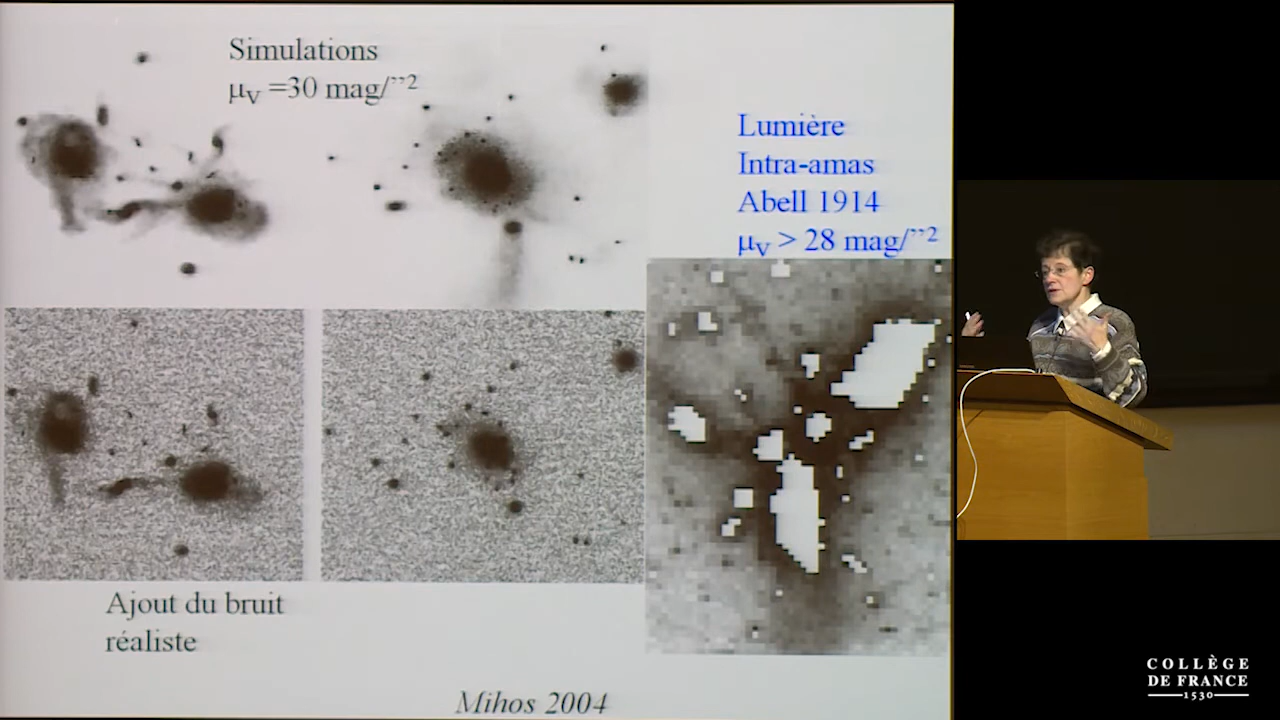 Simulations
μV =30 mag/”2
Lumière
Intra-amas
Abell 1914
μV > 28 mag/”2
Ajout du bruit
réaliste
Mihos 2004
COLLÈGE
DE FRANCE
1530